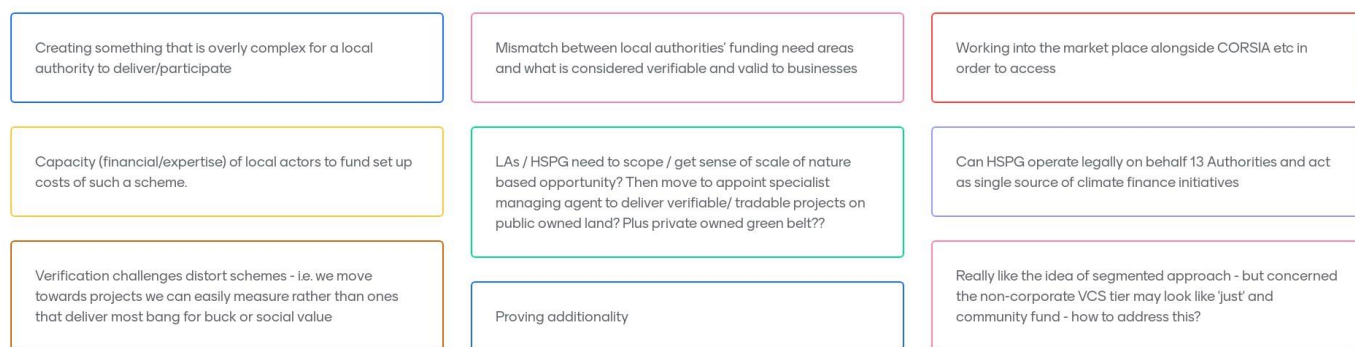 Creating something that is overly complex for a local
authority to deliver/participate
Mismatch between local authorities' funding need areas
and what is considered verifiable and valid to businesses
Working into the market place alongside CORSIA etc in
order to access
Capacity (financial/expertise) of local actors to fund set up
costs of such a scheme.
LAs / HSPG need to scope / get sense of scale of nature
based opportunity? Then move to appoint specialist
managing agent to deliver verifiable/ tradable projects on
public owned land? Plus private owned green belt??
Can HSPG operate legally on behalf 13 Authorities and act
as single source of climate finance initiatives
Verification challenges distort schemes - i.e. we move
towards projects we can easily measure rather than ones
that deliver most bang for buck or social value
Proving additionality
Really like the idea of segmented approach - but concerned
the non-corporate VCS tier may look like 'just' and
community fund - how to address this?